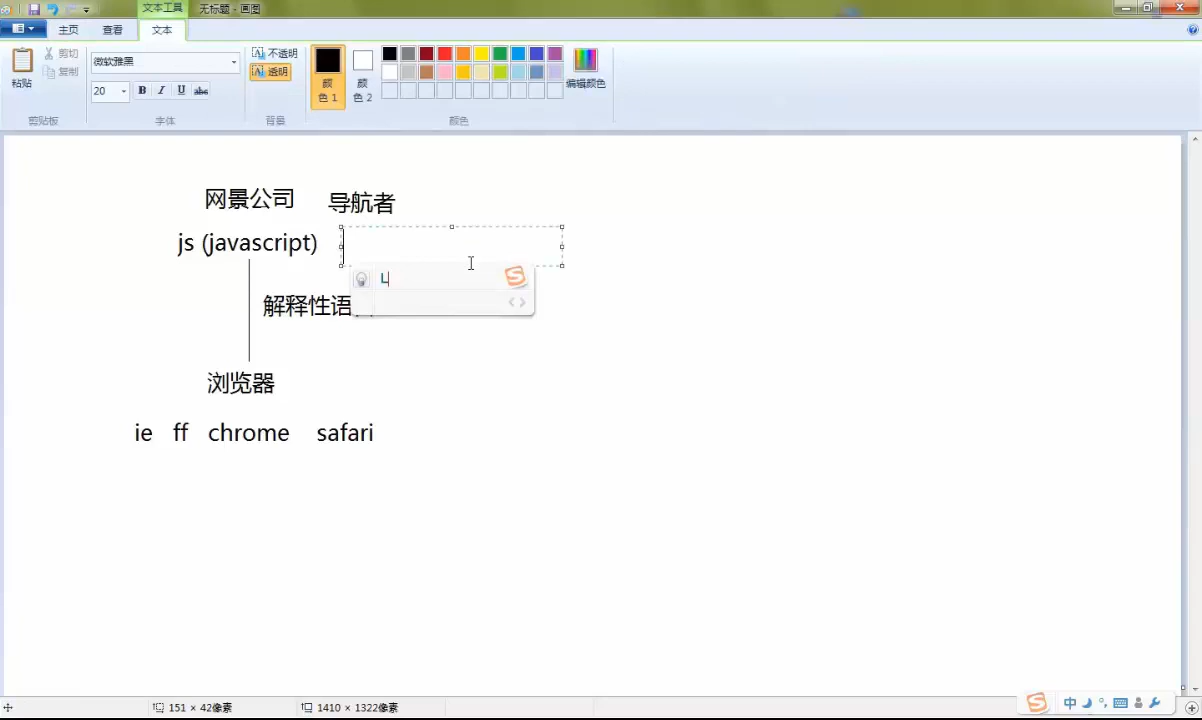 文本工具 无标题 - 画图
主页 查看 文本
粘贴 剪切 复制
剪贴板
微软雅黑
20 B I U abc
字体
不透明
透明
背景
颜色 1
颜色 2
编辑颜色
颜色
网景公司 导航者
js (javascript)
L
解释性语
浏览器
ie ff chrome safari
151 × 42像素 1410 × 1322像素
中